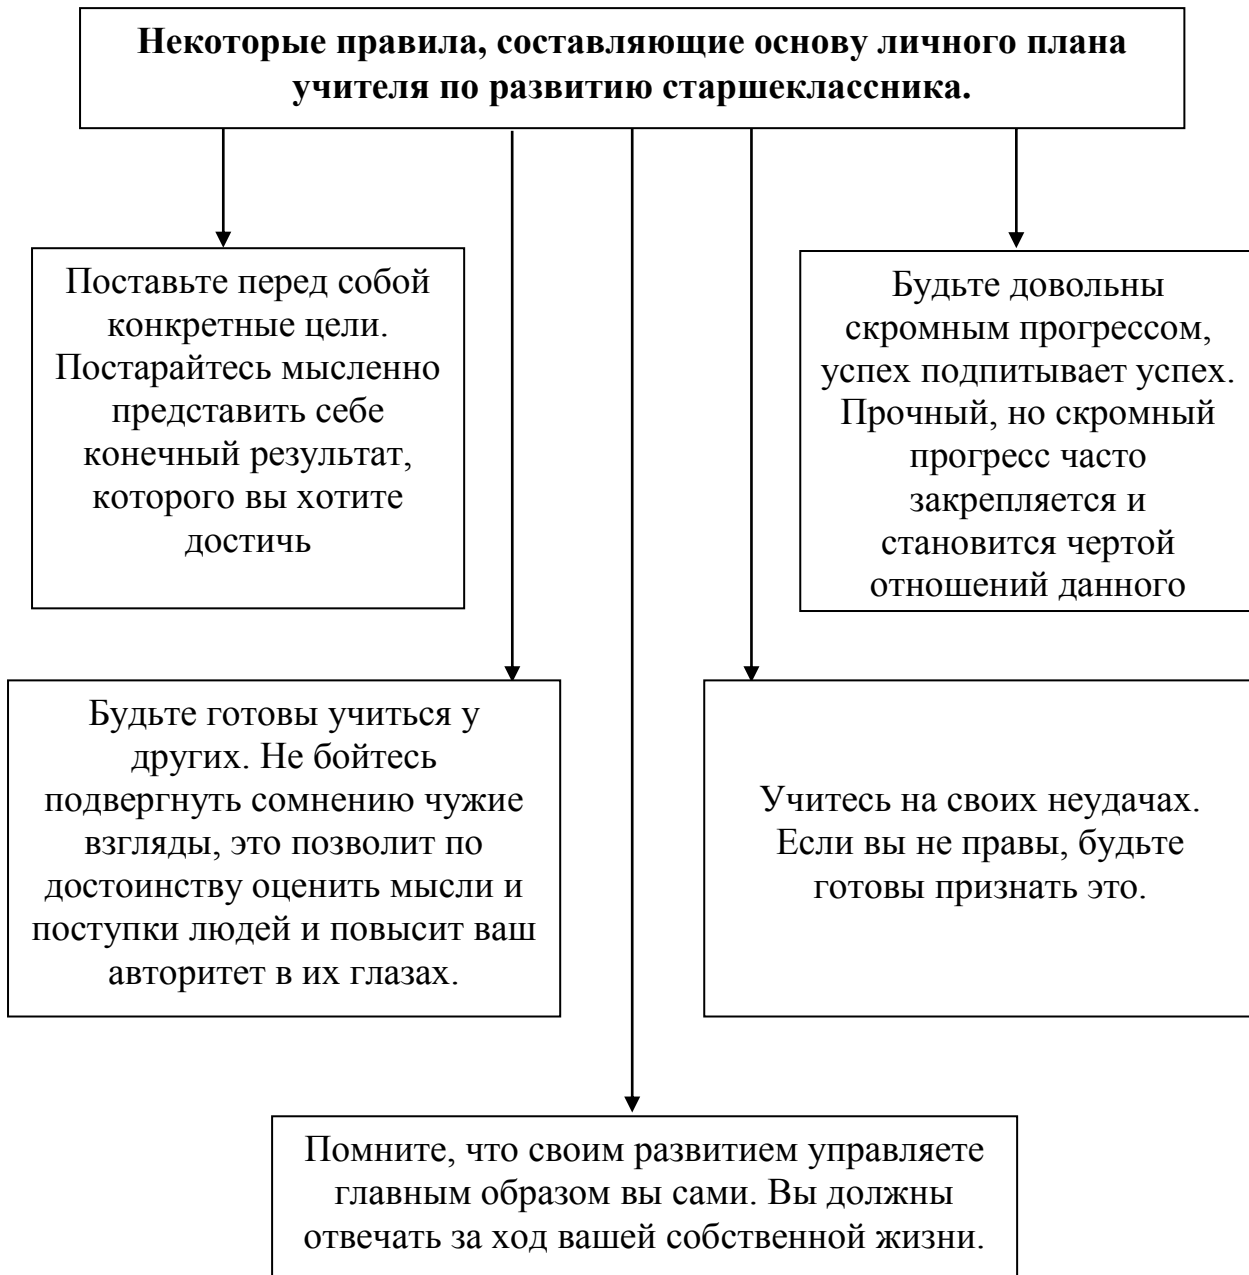 Некоторые правила, составляющие основу личного плана
учителя по развитию старшеклассника.
Поставьте перед собой
конкретные цели.
Постарайтесь мысленно
представить себе
конечный результат,
которого вы хотите
достичь
Будьте довольны
скромным прогрессом,
успех подпитывает успех.
Прочный, но скромный
прогресс часто
закрепляется и
становится чертой
отношений данного
Будьте готовы учиться у
других. Не бойтесь
подвергнуть сомнению чужие
взгляды, это позволит по
достоинству оценить мысли и
поступки людей и повысит ваш
авторитет в их глазах.
Учитесь на своих неудачах.
Если вы не правы, будьте
готовы признать это.
Помните, что своим развитием управляете
главным образом вы сами. Вы должны
отвечать за ход вашей собственной жизни.